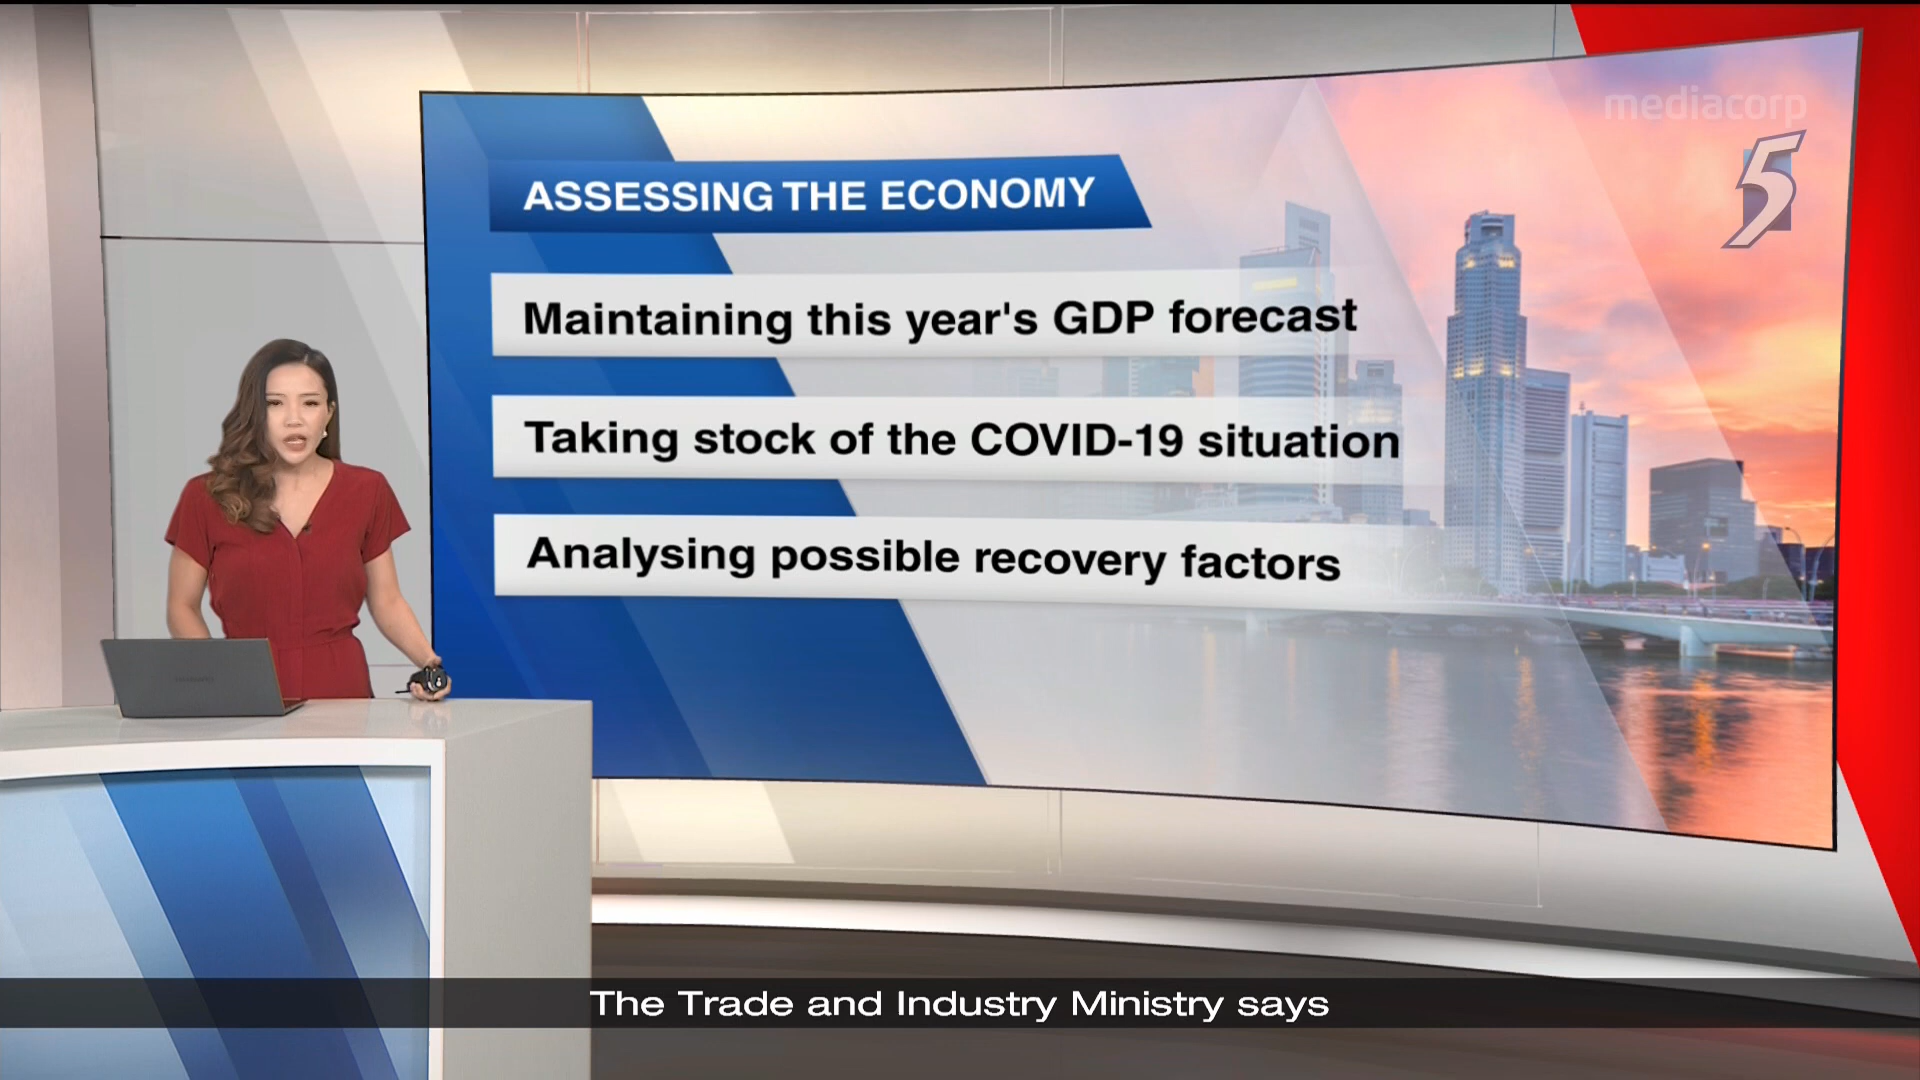 mediacorp
5
ASSESSING THE ECONOMY
Maintaining this year's GDP forecast
Taking stock of the COVID-19 situation
Analysing possible recovery factors
The Trade and Industry Ministry says